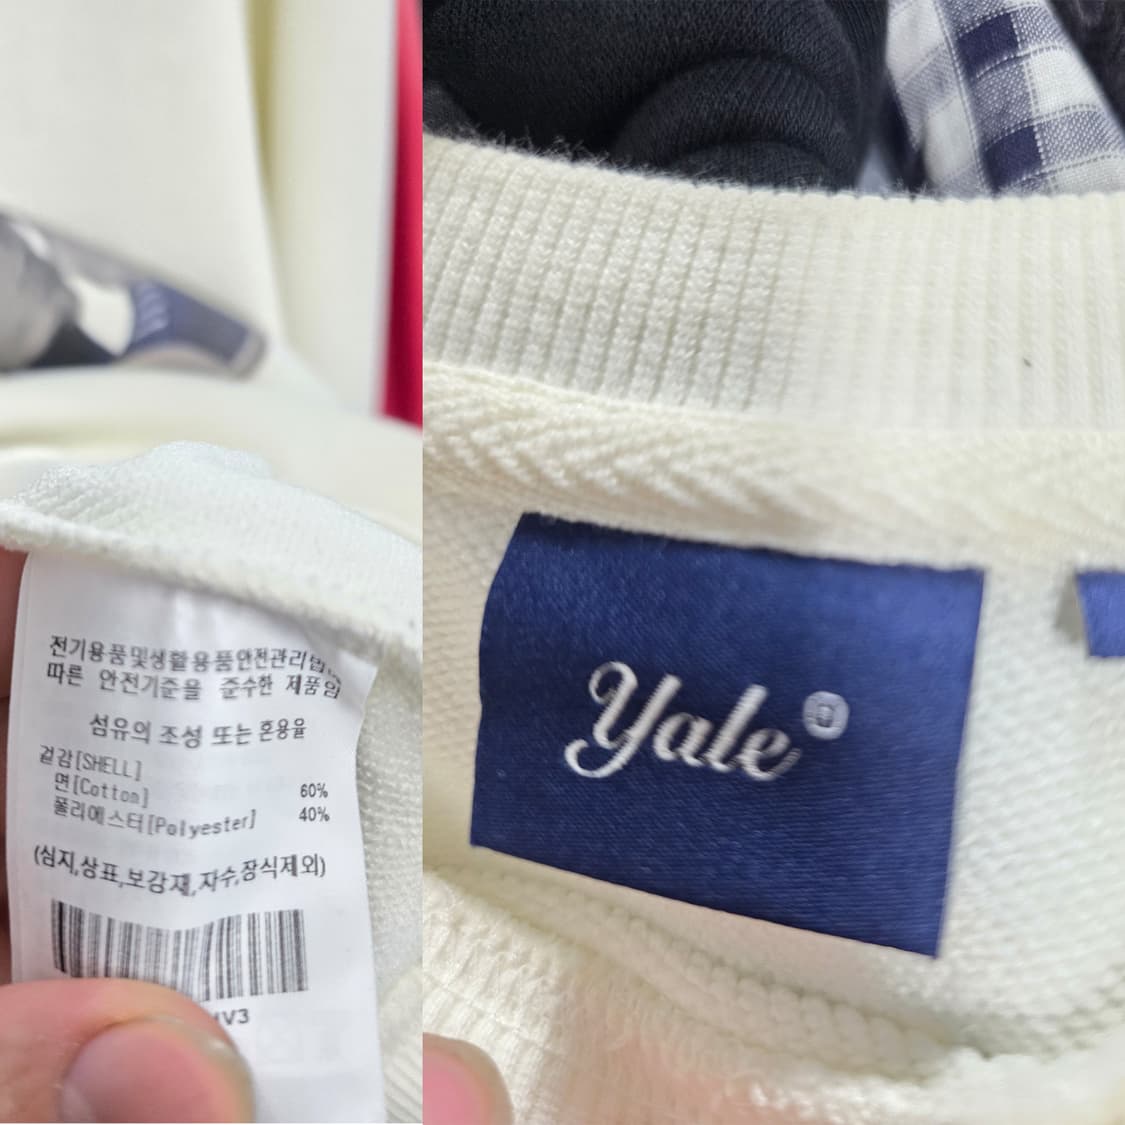 전기용품및생활용품안전관리법
따른 안전기준을 준수한 제품임
섬유의 조성 또는 혼용율
겉감[SHELL]
면[Cotton] 60%
폴리에스터[Polyester] 40%
(심지,상표,보강재,자수,장식제외)
V3
Yale